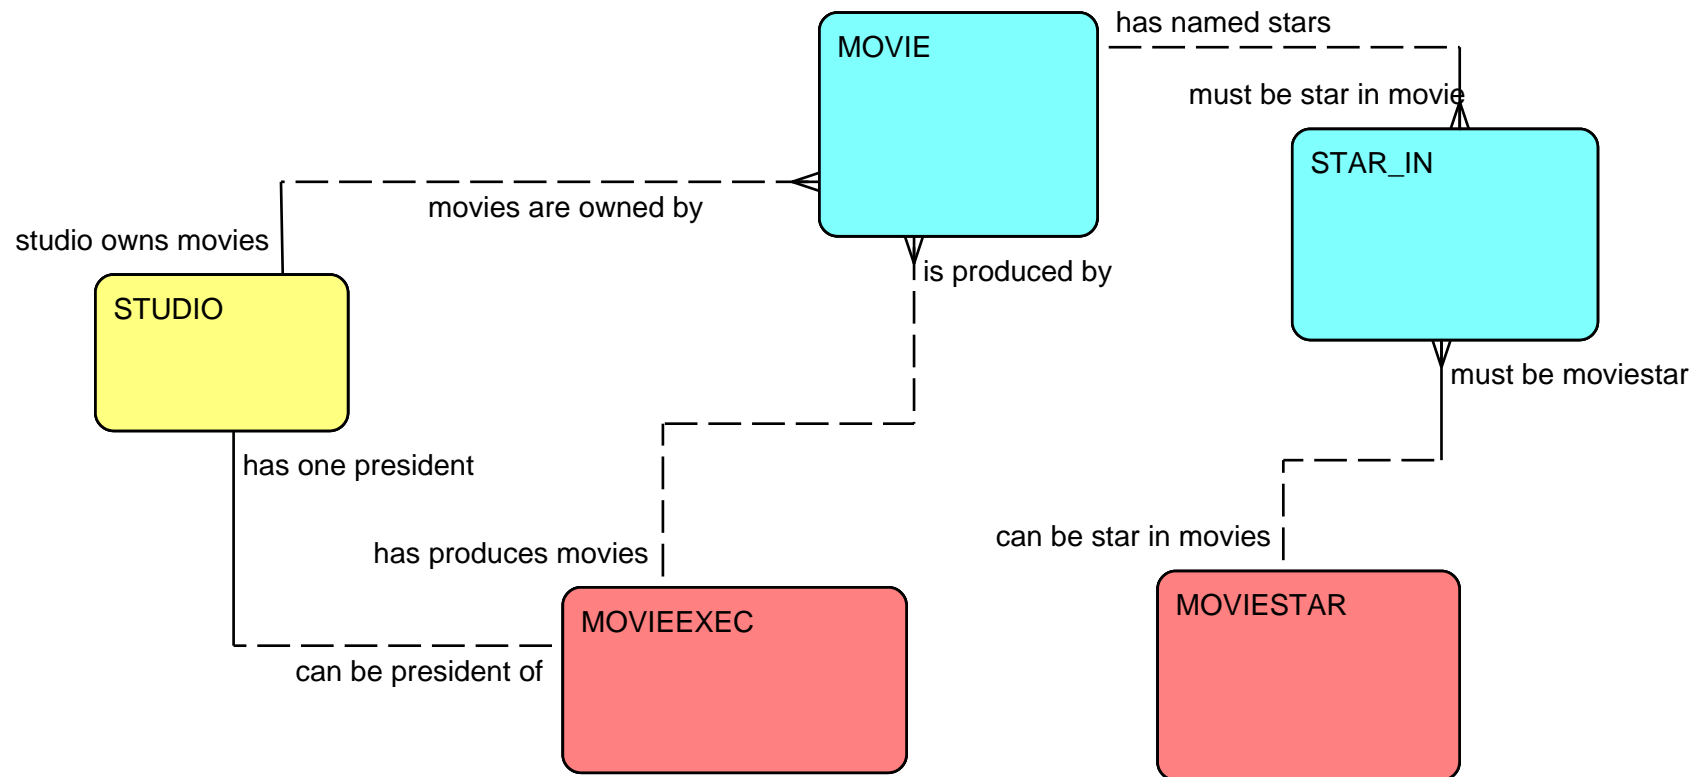 has named stars
MOVIE
must be star in movie
STAR_IN
movies are owned by
studio owns movies
is produced by
STUDIO
must be moviestar
has one president
can be star in movies
has produces movies
MOVIEEXEC
MOVIESTAR
can be president of